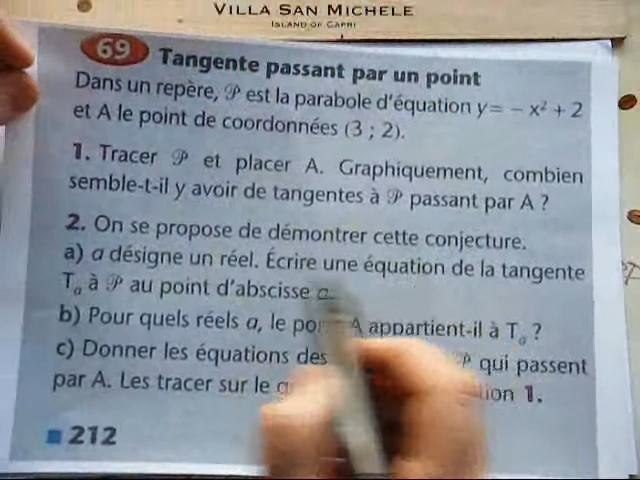 VILLA SAN MICHELE
ISLAND OF CAPRI
69 Tangente passant par un point
Dans un repère, 𝒫 est la parabole d'équation y = − x² + 2
et A le point de coordonnées (3 ; 2).
1. Tracer 𝒫 et placer A. Graphiquement, combien
semble-t-il y avoir de tangentes à 𝒫 passant par A ?
2. On se propose de démontrer cette conjecture.
a) a désigne un réel. Écrire une équation de la tangente
Tₐ à 𝒫 au point d'abscisse a.
b) Pour quels réels a, le A appartient-il à Tₐ ?
c) Donner les équations des 𝒫 qui passent
par A. Les tracer sur le 1.
212